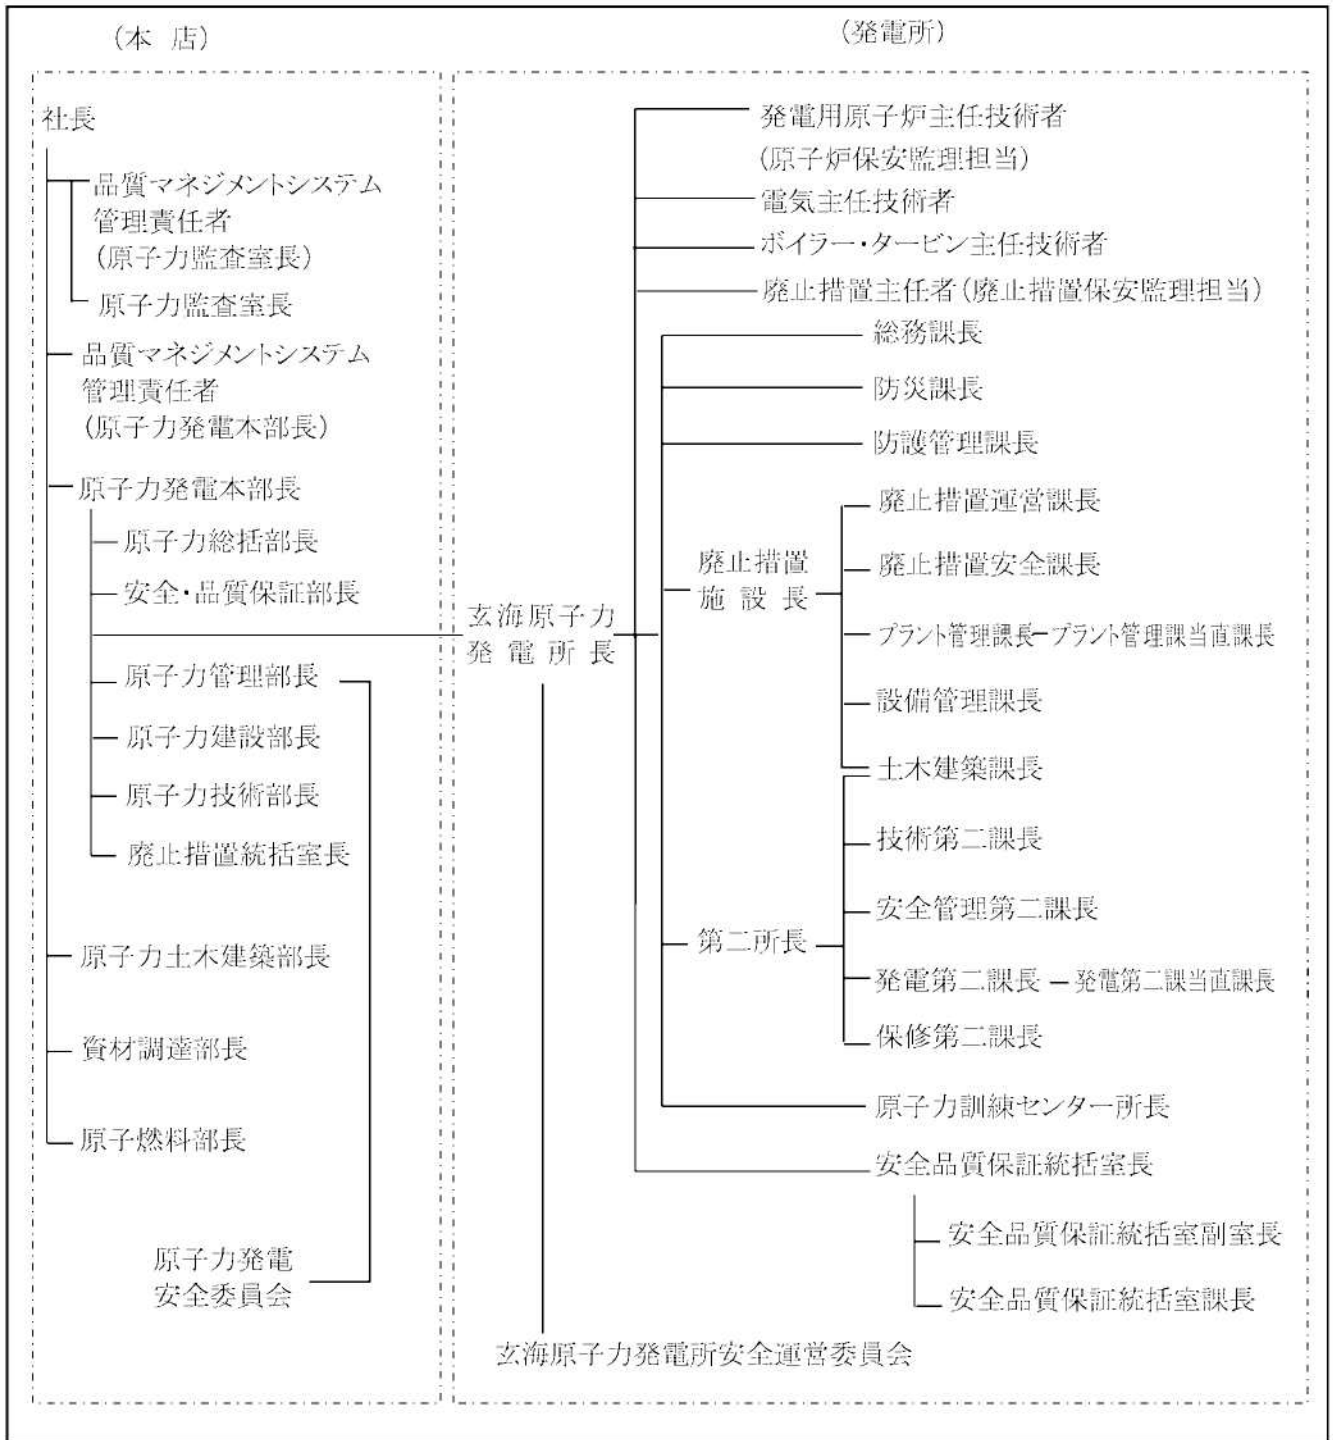 (本 店)
社長
品質マネジメントシステム
管理責任者
(原子力監査室長)
原子力監査室長
品質マネジメントシステム
管理責任者
(原子力発電本部長)
原子力発電本部長
原子力総括部長
安全・品質保証部長
原子力管理部長
原子力建設部長
原子力技術部長
廃止措置統括室長
原子力土木建築部長
資材調達部長
原子燃料部長
原子力発電
安全委員会
(発電所)
玄海原子力
発電所長
発電用原子炉主任技術者
(原子炉保安監理担当)
電気主任技術者
ボイラー・タービン主任技術者
廃止措置主任者(廃止措置保安監理担当)
総務課長
防災課長
防護管理課長
廃止措置
施設長
廃止措置運営課長
廃止措置安全課長
プラント管理課長ープラント管理課当直課長
設備管理課長
土木建築課長
第二所長
技術第二課長
安全管理第二課長
発電第二課長 ー 発電第二課当直課長
保修第二課長
原子力訓練センター所長
安全品質保証統括室長
安全品質保証統括室副室長
安全品質保証統括室課長
玄海原子力発電所安全運営委員会